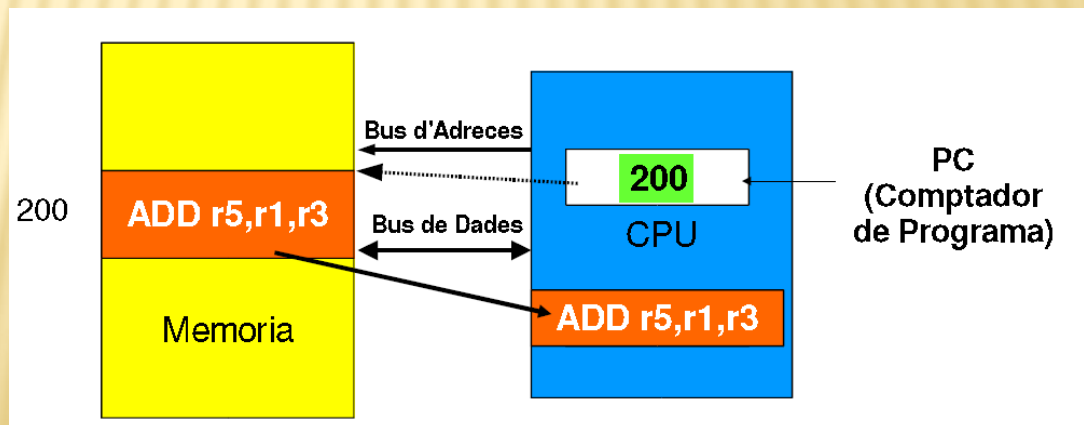 Bus d'Adreces
200
PC
(Comptador
de Programa)
200
ADD r5,r1,r3
Bus de Dades
CPU
ADD r5,r1,r3
Memoria